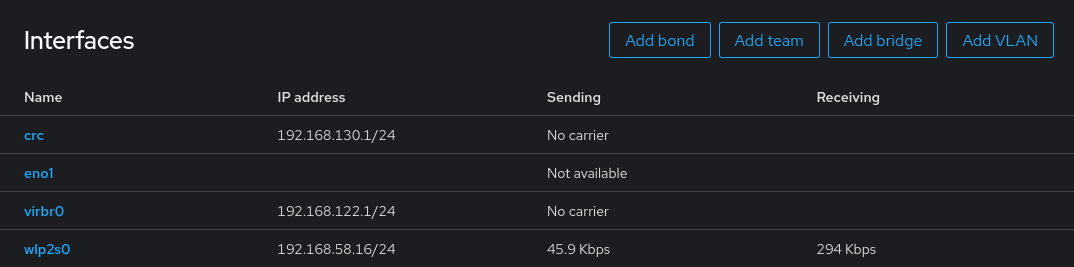 Interfaces Add bond Add team Add bridge Add VLAN
Name IP address Sending Receiving
crc 192.168.130.1/24 No carrier
eno1 Not available
virbr0 192.168.122.1/24 No carrier
wlp2s0 192.168.58.16/24 45.9 Kbps 294 Kbps